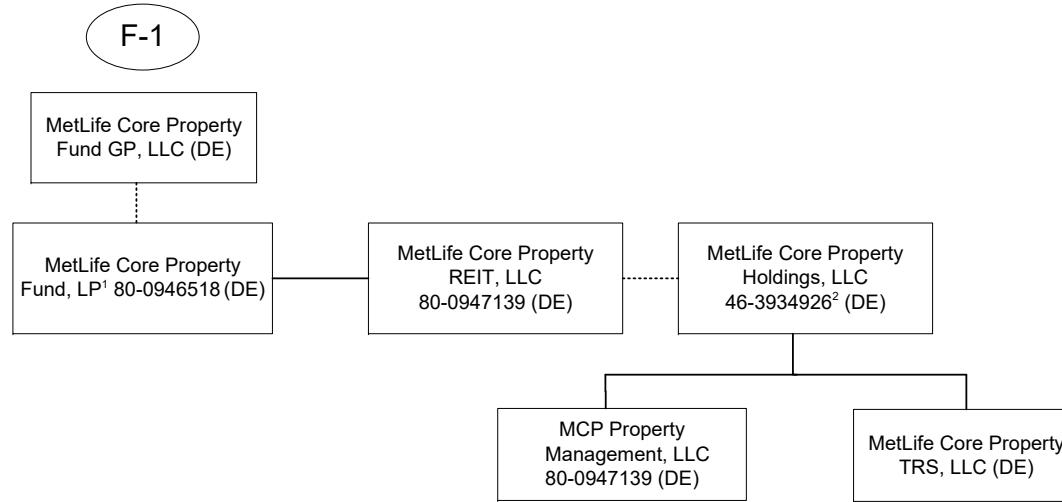 F-1
MetLife Core Property
Fund GP, LLC (DE)
MetLife Core Property
Fund, LP¹ 80-0946518 (DE)
MetLife Core Property
REIT, LLC
80-0947139 (DE)
MetLife Core Property
Holdings, LLC
46-3934926² (DE)
MCP Property
Management, LLC
80-0947139 (DE)
MetLife Core Property
TRS, LLC (DE)